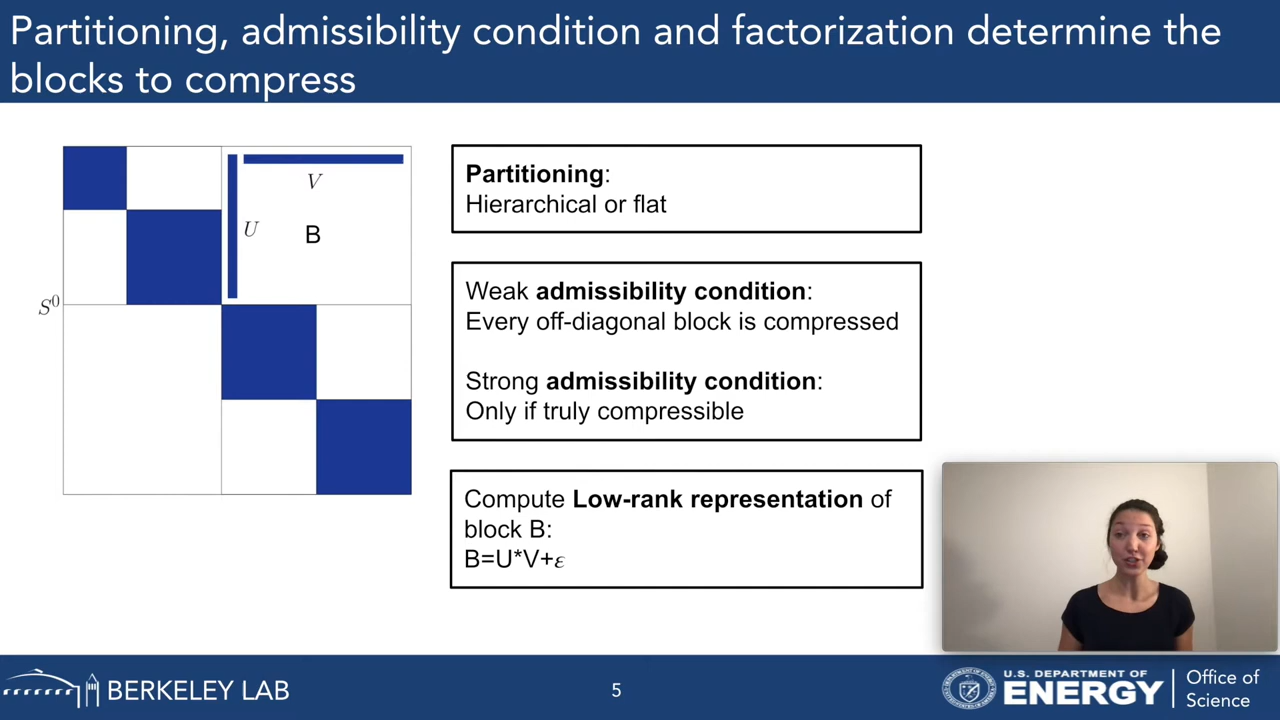 Partitioning, admissibility condition and factorization determine the
blocks to compress
V
U
B
S⁰
Partitioning:
Hierarchical or flat
Weak admissibility condition:
Every off-diagonal block is compressed
Strong admissibility condition:
Only if truly compressible
Compute Low-rank representation of
block B:
B=U*V+ε
BERKELEY LAB
5
U.S. DEPARTMENT OF
ENERGY
Office of
Science